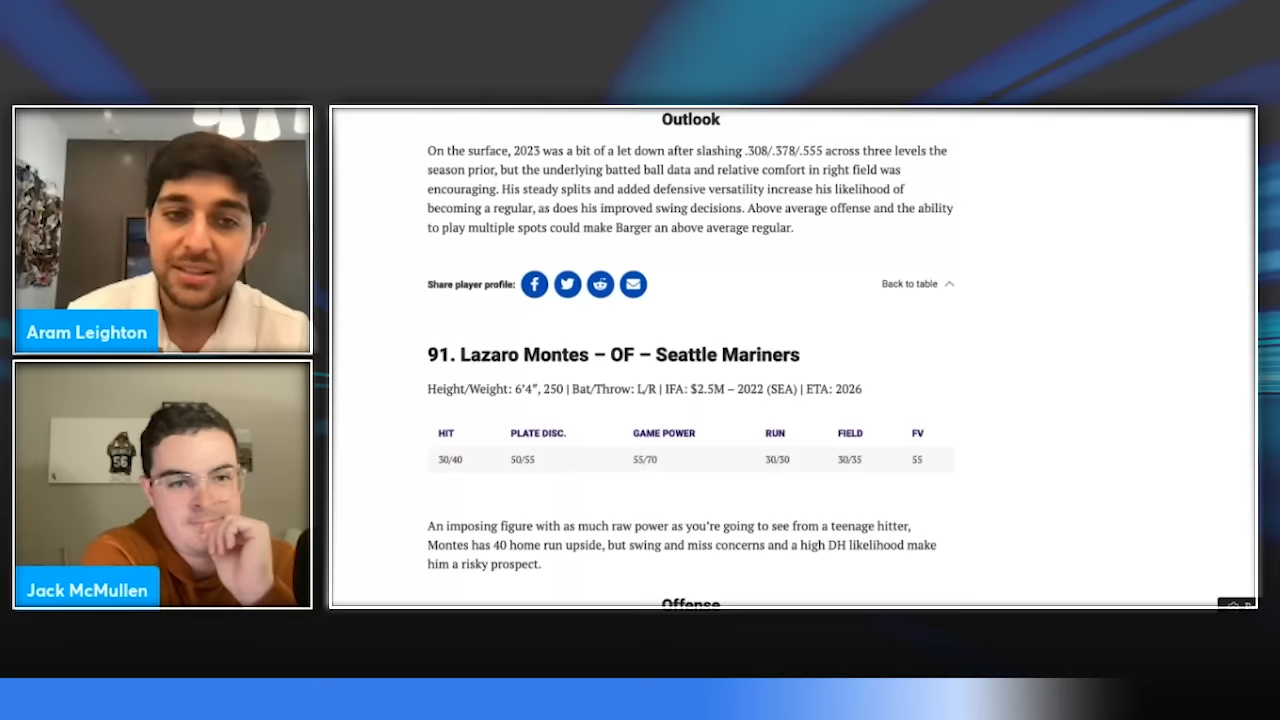 Outlook
On the surface, 2023 was a bit of a let down after slashing .308/.378/.555 across three levels the
season prior, but the underlying batted ball data and relative comfort in right field was
encouraging. His steady splits and added defensive versatility increase his likelihood of
becoming a regular, as does his improved swing decisions. Above average offense and the ability
to play multiple spots could make Barger an above average regular.
Share player profile:
Back to table
91. Lazaro Montes – OF – Seattle Mariners
Height/Weight: 6′4″, 250 | Bat/Throw: L/R | IFA: $2.5M – 2022 (SEA) | ETA: 2026
HIT PLATE DISC. GAME POWER RUN FIELD FV
30/40 50/55 55/70 30/30 30/35 55
An imposing figure with as much raw power as you're going to see from a teenage hitter,
Montes has 40 home run upside, but swing and miss concerns and a high DH likelihood make
him a risky prospect.
Offense
Aram Leighton
56
Jack McMullen